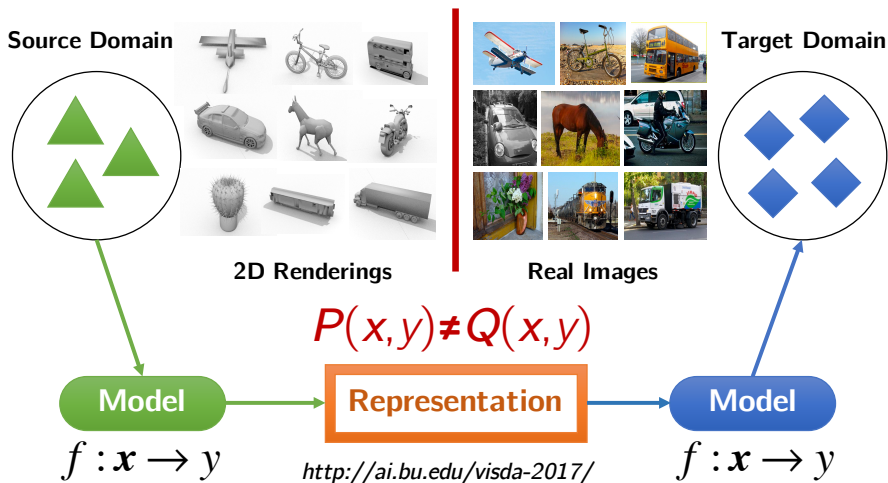 Source Domain
Target Domain
2D Renderings
Real Images
P(x,y)≠Q(x,y)
Model
Representation
Model
f : x → y
http://ai.bu.edu/visda-2017/
f : x → y